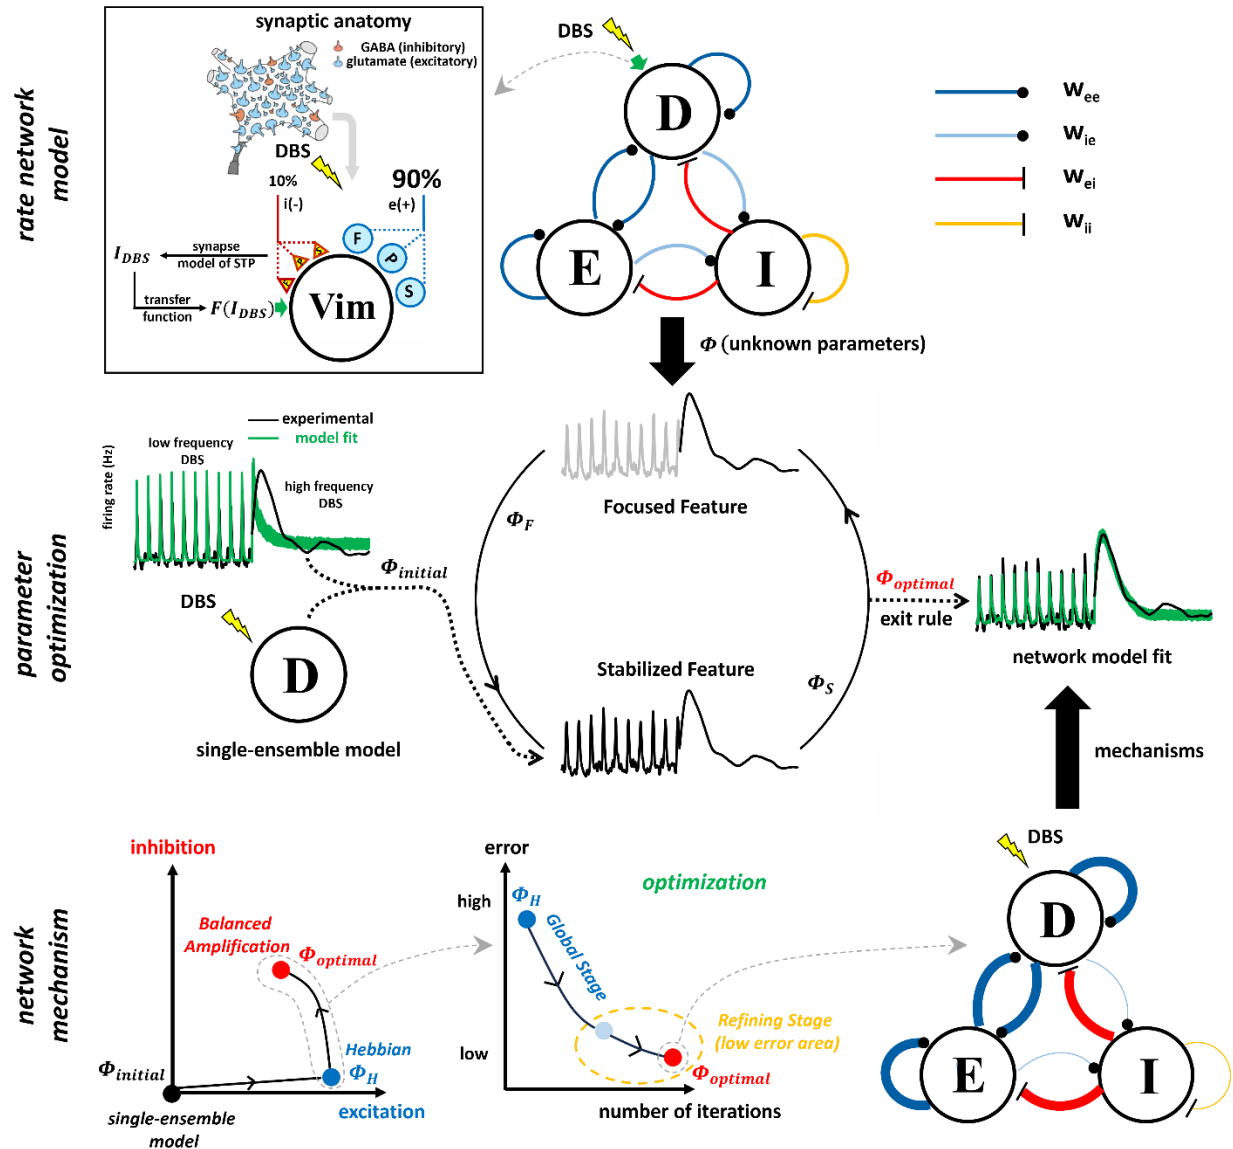 rate network
model
synaptic anatomy
GABA (inhibitory)
glutamate (excitatory)
DBS
10%
i(-)
90%
e(+)
F
P
S
F
P
S
Vim
I_DBS
synapse
model of STP
transfer
function
F(I_DBS)
DBS
D
E
I
w_ee
w_ie
w_ei
w_ii
Φ (unknown parameters)
parameter
optimization
experimental
model fit
low frequency
DBS
high frequency
DBS
firing rate (Hz)
Φ_initial
DBS
D
single-ensemble model
Focused Feature
Φ_F
Stabilized Feature
Φ_S
Φ_optimal
exit rule
network model fit
mechanisms
network
mechanism
inhibition
Balanced
Amplification
Φ_optimal
Hebbian
Φ_H
Φ_initial
excitation
single-ensemble
model
error
high
low
Φ_H
Global Stage
optimization
Refining Stage
(low error area)
Φ_optimal
number of iterations
DBS
D
E
I